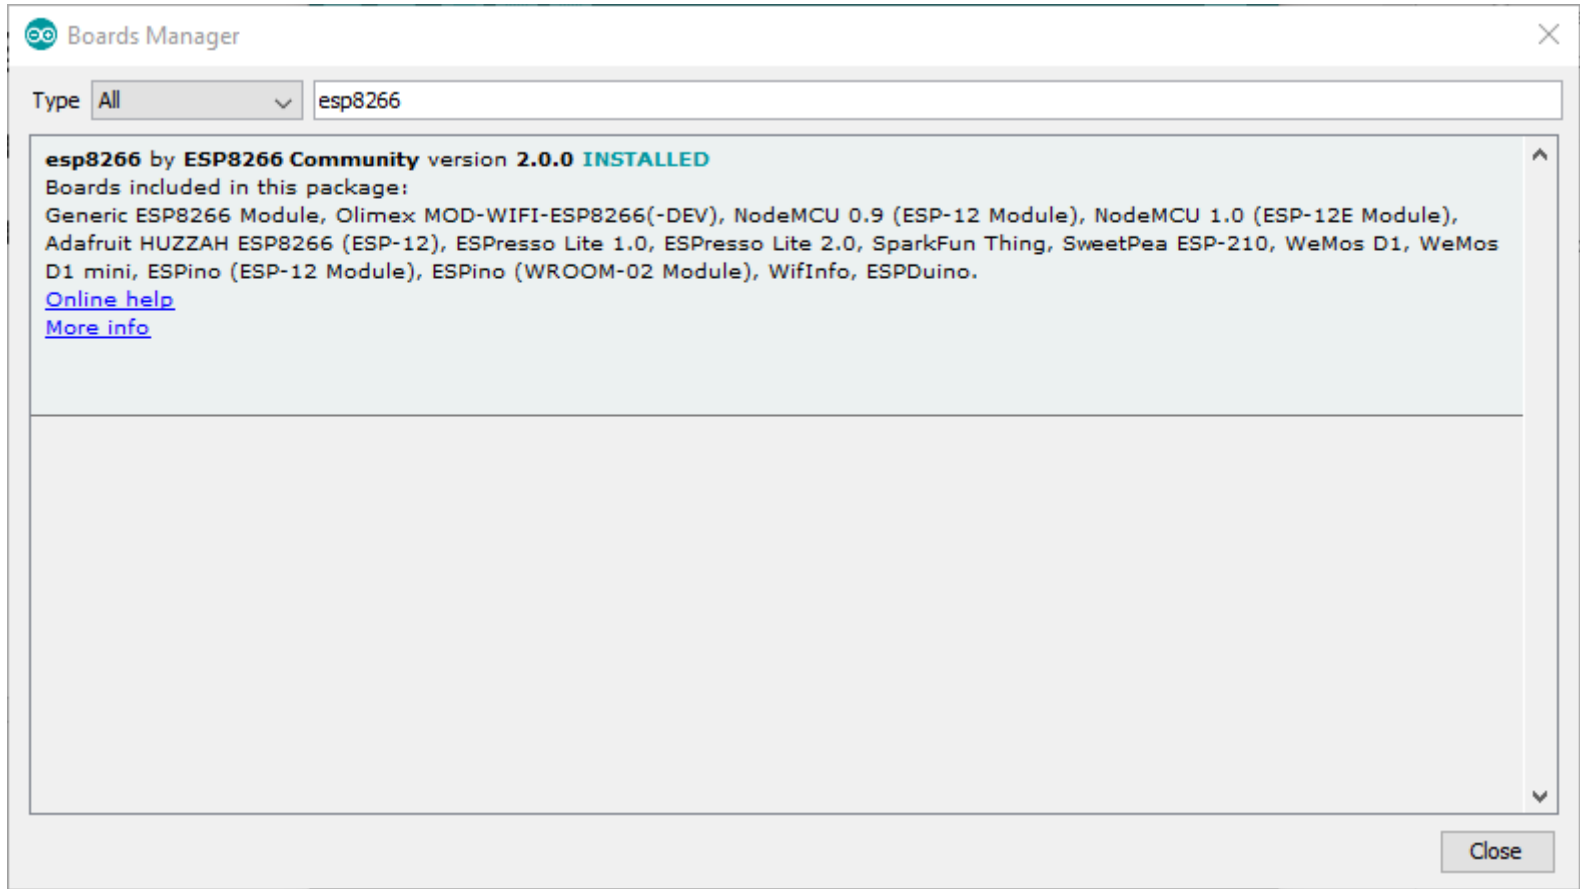 Boards Manager
Type All esp8266
esp8266 by ESP8266 Community version 2.0.0 INSTALLED
Boards included in this package:
Generic ESP8266 Module, Olimex MOD-WIFI-ESP8266(-DEV), NodeMCU 0.9 (ESP-12 Module), NodeMCU 1.0 (ESP-12E Module),
Adafruit HUZZAH ESP8266 (ESP-12), ESPresso Lite 1.0, ESPresso Lite 2.0, SparkFun Thing, SweetPea ESP-210, WeMos D1, WeMos
D1 mini, ESPino (ESP-12 Module), ESPino (WROOM-02 Module), WifInfo, ESPDuino.
Online help
More info
Close